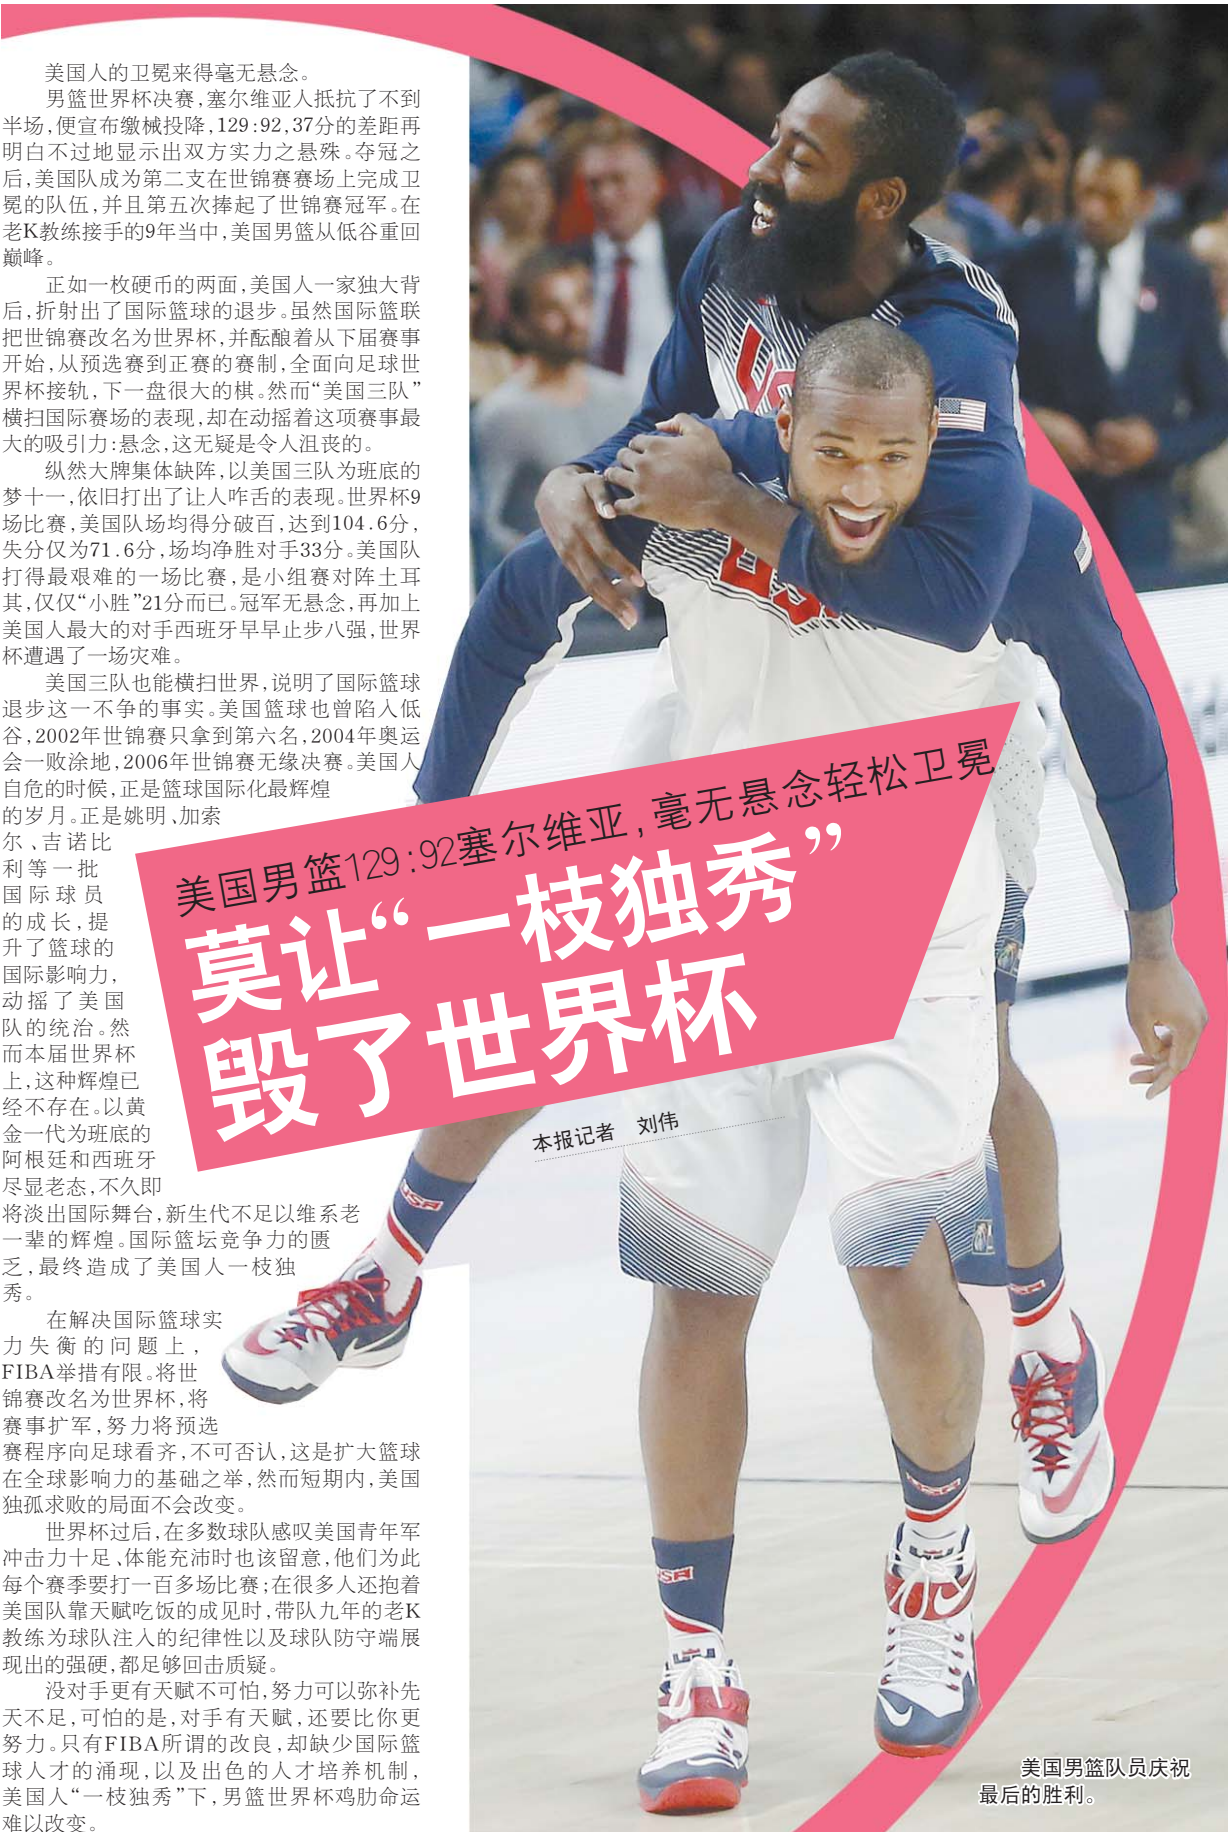 美国男篮129:92塞尔维亚,毫无悬念轻松卫冕
莫让“一枝独秀”
毁了世界杯
本报记者 刘伟
美国人的卫冕来得毫无悬念。
男篮世界杯决赛,塞尔维亚人抵抗了不到
半场,便宣布缴械投降,129:92,37分的差距再
明白不过地显示出双方实力之悬殊。夺冠之
后,美国队成为第二支在世锦赛赛场上完成卫
冕的队伍,并且第五次捧起了世锦赛冠军。在
老K教练接手的9年当中,美国男篮从低谷重回
巅峰。
正如一枚硬币的两面,美国人一家独大背
后,折射出了国际篮球的退步。虽然国际篮联
把世锦赛改名为世界杯,并酝酿着从下届赛事
开始,从预选赛到正赛的赛制,全面向足球世
界杯接轨,下一盘很大的棋。然而“美国三队”
横扫国际赛场的表现,却在动摇着这项赛事最
大的吸引力:悬念,这无疑是令人沮丧的。
纵然大牌集体缺阵,以美国三队为班底的
梦十一,依旧打出了让人咋舌的表现。世界杯9
场比赛,美国队场均得分破百,达到104.6分,
失分仅为71.6分,场均净胜对手33分。美国队
打得最艰难的一场比赛,是小组赛对阵土耳
其,仅仅“小胜”21分而已。冠军无悬念,再加上
美国人最大的对手西班牙早早止步八强,世界
杯遭遇了一场灾难。
美国三队也能横扫世界,说明了国际篮球
退步这一不争的事实。美国篮球也曾陷入低
谷,2002年世锦赛只拿到第六名,2004年奥运
会一败涂地,2006年世锦赛无缘决赛。美国人
自危的时候,正是篮球国际化最辉煌
的岁月。正是姚明、加索
尔、吉诺比
利等一批
国际球员
的成长,提
升了篮球的
国际影响力,
动摇了美国
队的统治。然
而本届世界杯
上,这种辉煌已
经不存在。以黄
金一代为班底的
阿根廷和西班牙
尽显老态,不久即
将淡出国际舞台,新生代不足以维系老
一辈的辉煌。国际篮坛竞争力的匮
乏,最终造成了美国人一枝独
秀。
在解决国际篮球实
力失衡的问题上,
FIBA举措有限。将世
锦赛改名为世界杯,将
赛事扩军,努力将预选
赛程序向足球看齐,不可否认,这是扩大篮球
在全球影响力的基础之举,然而短期内,美国
独孤求败的局面不会改变。
世界杯过后,在多数球队感叹美国青年军
冲击力十足、体能充沛时也该留意,他们为此
每个赛季要打一百多场比赛;在很多人还抱着
美国队靠天赋吃饭的成见时,带队九年的老K
教练为球队注入的纪律性以及球队防守端展
现出的强硬,都足够回击质疑。
没对手更有天赋不可怕,努力可以弥补先
天不足,可怕的是,对手有天赋,还要比你更
努力。只有FIBA所谓的改良,却缺少国际篮
球人才的涌现,以及出色的人才培养机制,
美国人“一枝独秀”下,男篮世界杯鸡肋命运
难以改变。
USA
USA
USA
USA
美国男篮队员庆祝
最后的胜利。